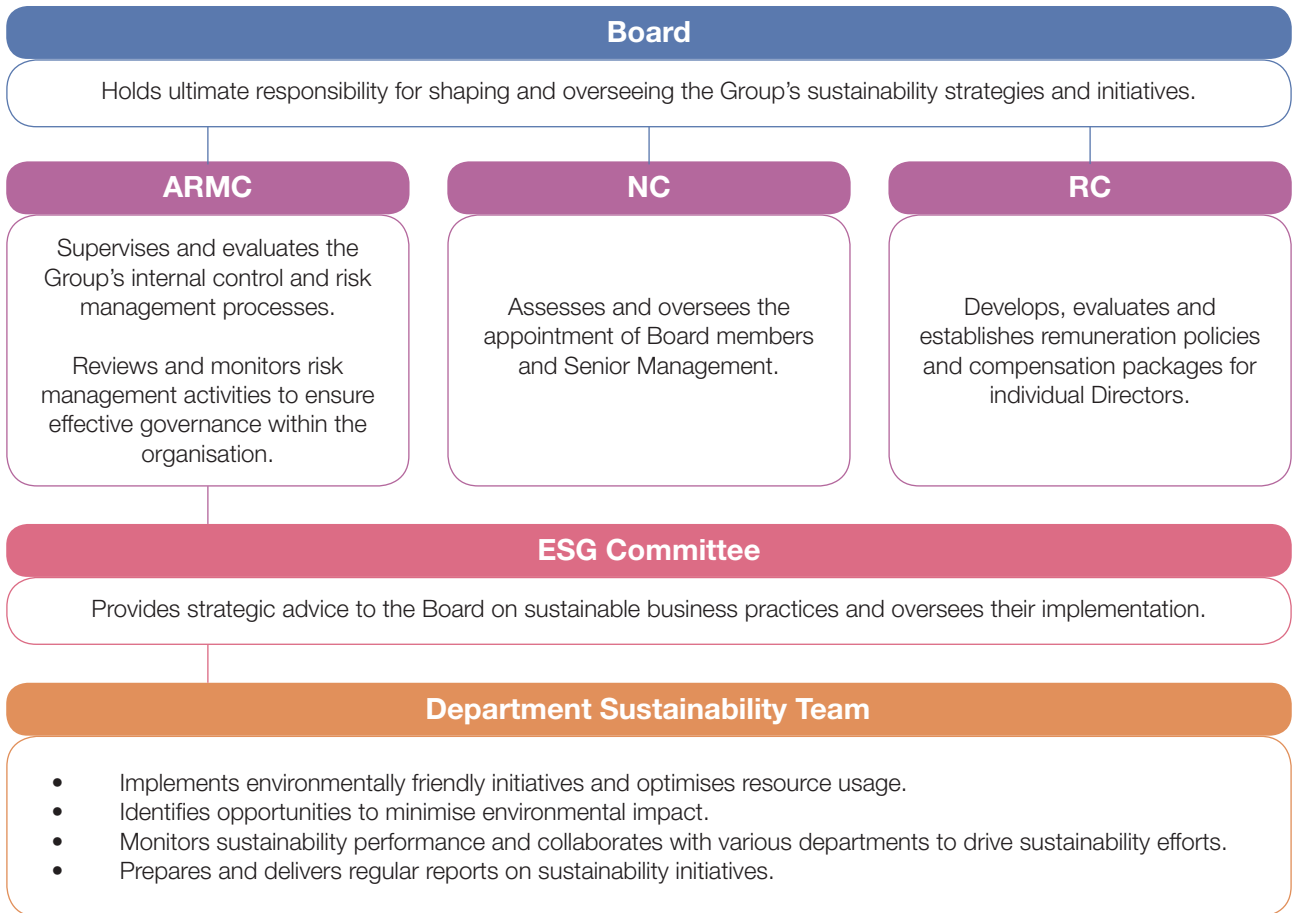 Board
Holds ultimate responsibility for shaping and overseeing the Group's sustainability strategies and initiatives.
ARMC
Supervises and evaluates the
Group's internal control and risk
management processes.
Reviews and monitors risk
management activities to ensure
effective governance within the
organisation.
NC
Assesses and oversees the
appointment of Board members
and Senior Management.
RC
Develops, evaluates and
establishes remuneration policies
and compensation packages for
individual Directors.
ESG Committee
Provides strategic advice to the Board on sustainable business practices and oversees their implementation.
Department Sustainability Team
• Implements environmentally friendly initiatives and optimises resource usage.
• Identifies opportunities to minimise environmental impact.
• Monitors sustainability performance and collaborates with various departments to drive sustainability efforts.
• Prepares and delivers regular reports on sustainability initiatives.